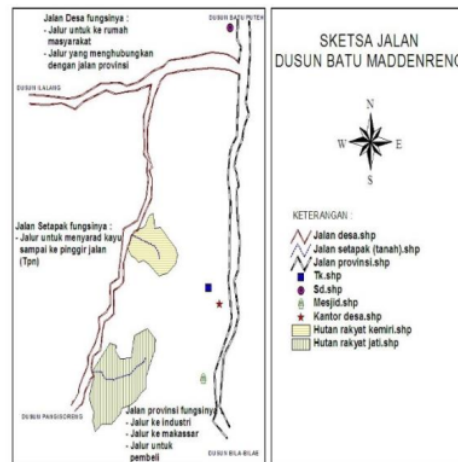 Jalan Desa fungsinya :
- Jalur untuk ke rumah
masyarakat
- Jalur yang menghubungkan
dengan jalan provinsi
DUSUN BATU PUTEH
DUSUN ILALANG
Jalan Setapak fungsinya :
- Jalur untuk menyarad kayu
sampai ke pinggir jalan
(Tpn)
DUSUN PANGISORENG
Jalan provinsi fungsinya
- Jalur ke industri
- Jalur ke makassar
- Jalur untuk
pembeli
DUSUN BILA-BILAE
SKETSA JALAN
DUSUN BATU MADDENRENG
N
W
E
S
KETERANGAN :
Jalan desa.shp
Jalan setapak (tanah).shp
Jalan provinsi.shp
Tk.shp
Sd.shp
Mesjid.shp
Kantor desa.shp
Hutan rakyat kemiri.shp
Hutan rakyat jati.shp